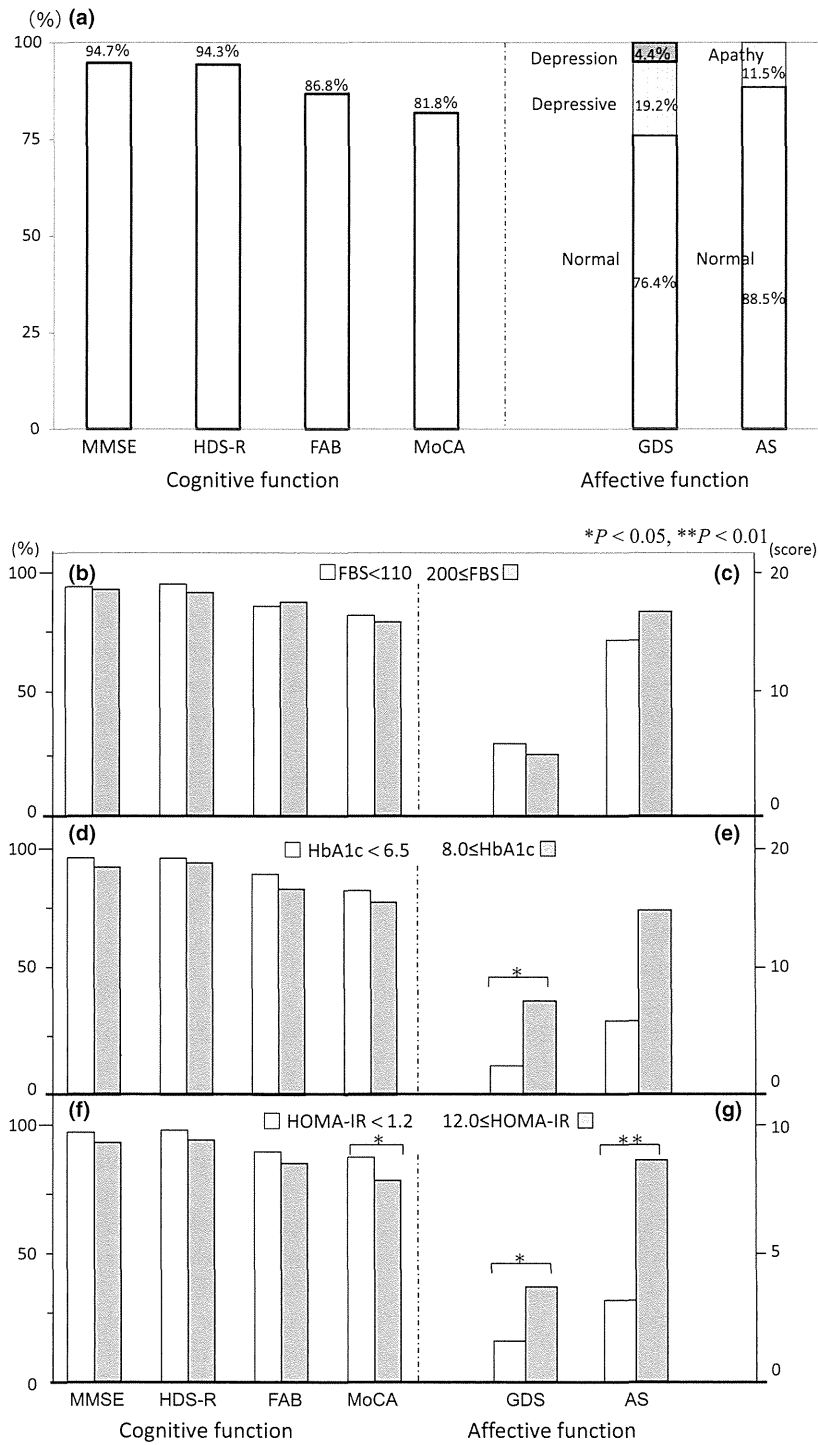 (%) (a)
100
94.7%
94.3%
86.8%
81.8%
Depression
4.4%
Apathy
11.5%
Depressive
19.2%
75
50
Normal
76.4%
Normal
88.5%
25
0
MMSE HDS-R FAB MoCA GDS AS
Cognitive function Affective function
*P < 0.05, **P < 0.01
(%) (score)
100 (b) FBS<110 200≤FBS (c) 20
50 10
0 0
(d) (e)
100 HbA1c < 6.5 8.0≤HbA1c 20
50 10
*
0 0
(f) (g)
100 HOMA-IR < 1.2 12.0≤HOMA-IR 10
* **
50 5
*
0 0
MMSE HDS-R FAB MoCA GDS AS
Cognitive function Affective function